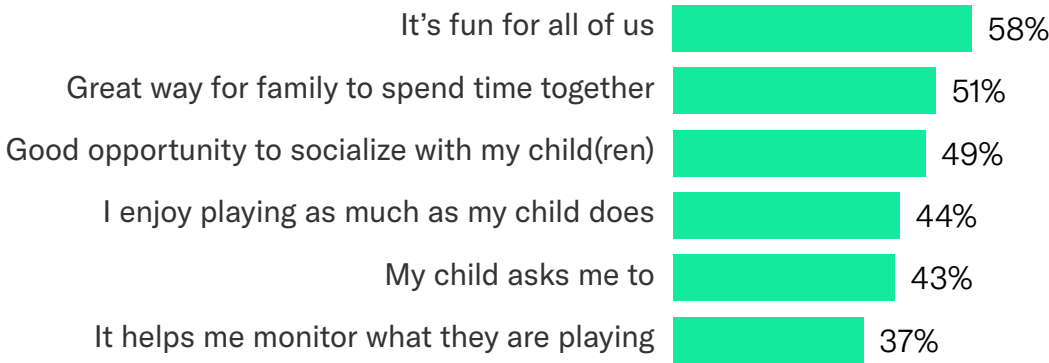 It’s fun for all of us 58%
Great way for family to spend time together 51%
Good opportunity to socialize with my child(ren) 49%
I enjoy playing as much as my child does 44%
My child asks me to 43%
It helps me monitor what they are playing 37%